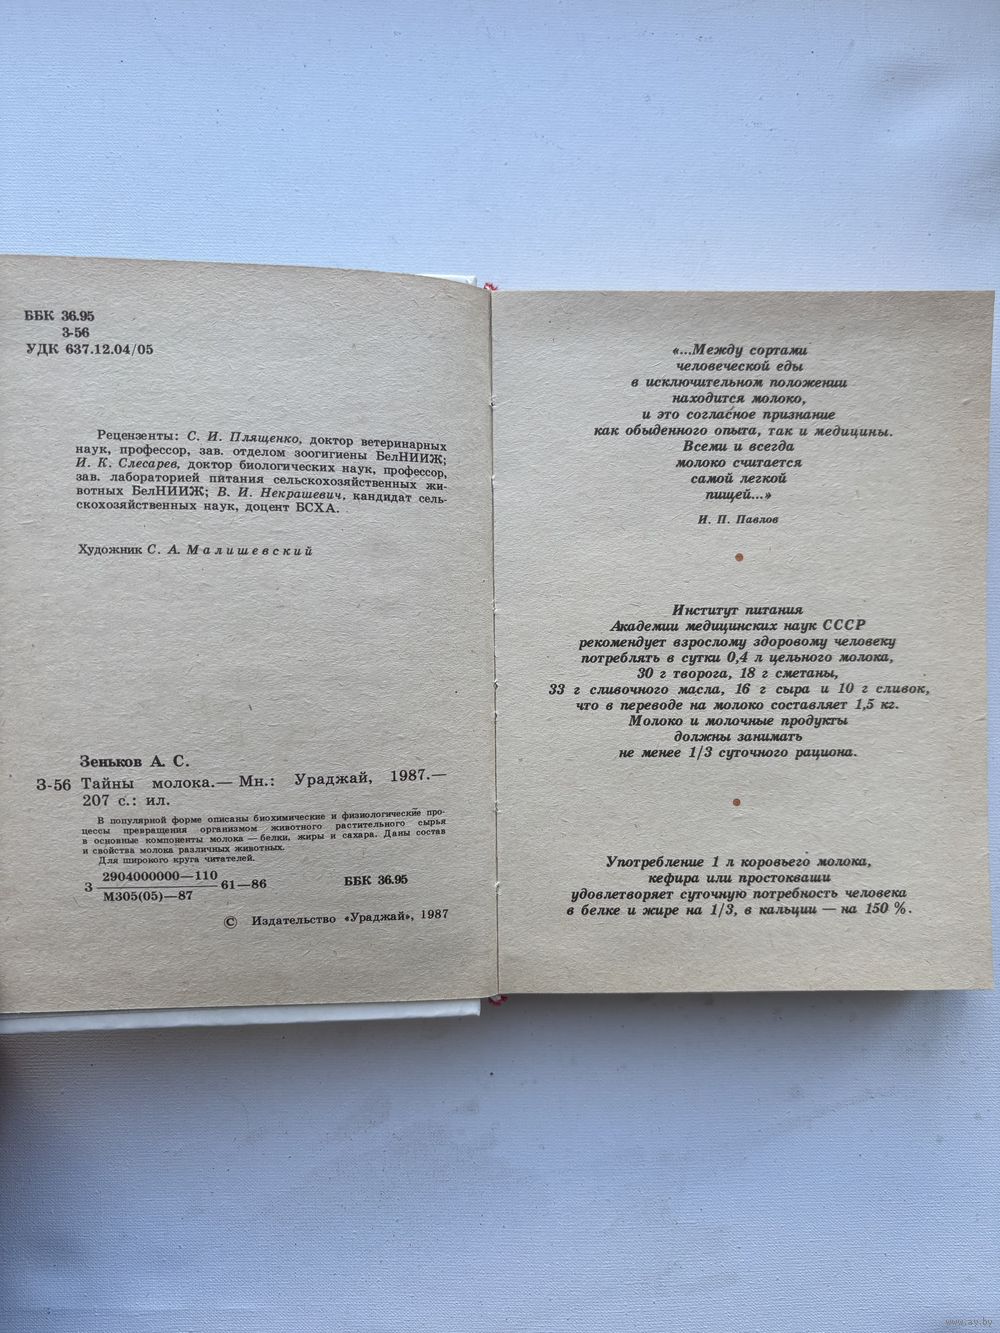 ББК 36.95
З-56
УДК 637.12.04/05
Рецензенты: С. И. Плященко, доктор ветеринарных
наук, профессор, зав. отделом зоогигиены БелНИИЖ;
И. К. Слесарев, доктор биологических наук, профессор,
зав. лабораторией питания сельскохозяйственных жи-
вотных БелНИИЖ; В. И. Некрашевич, кандидат сель-
скохозяйственных наук, доцент БСХА.
Художник С. А. Малишевский
Зеньков А. С.
З-56 Тайны молока.— Мн.: Ураджай, 1987.—
207 с.: ил.
В популярной форме описаны биохимические и физиологические про-
цессы превращения организмом животного растительного сырья
в основные компоненты молока — белки, жиры и сахара. Даны состав
и свойства молока различных животных.
Для широкого круга читателей.
З 2904000000—110 61—86 ББК 36.95
М305(05)—87
© Издательство «Ураджай», 1987
«...Между сортами
человеческой еды
в исключительном положении
находится молоко,
и это согласное признание
как обыденного опыта, так и медицины.
Всеми и всегда
молоко считается
самой легкой
пищей...»
И. П. Павлов
Институт питания
Академии медицинских наук СССР
рекомендует взрослому здоровому человеку
потреблять в сутки 0,4 л цельного молока,
30 г творога, 18 г сметаны,
33 г сливочного масла, 16 г сыра и 10 г сливок,
что в переводе на молоко составляет 1,5 кг.
Молоко и молочные продукты
должны занимать
не менее 1/3 суточного рациона.
Употребление 1 л коровьего молока,
кефира или простокваши
удовлетворяет суточную потребность человека
в белке и жире на 1/3, в кальции — на 150 %.
www.ay.by